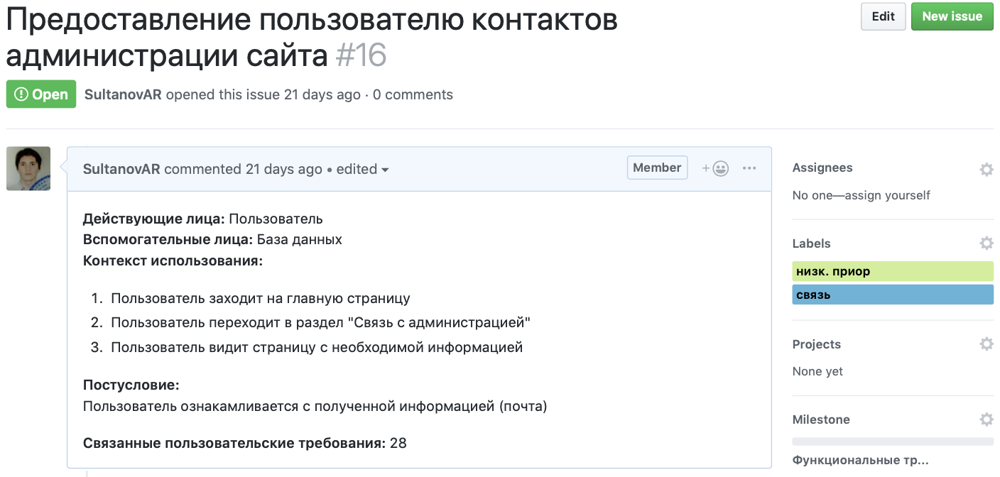 Предоставление пользователю контактов
администрации сайта #16
Edit
New issue
Open
SultanovAR opened this issue 21 days ago · 0 comments
SultanovAR commented 21 days ago • edited
Member
Действующие лица: Пользователь
Вспомогательные лица: База данных
Контекст использования:
1. Пользователь заходит на главную страницу
2. Пользователь переходит в раздел "Связь с администрацией"
3. Пользователь видит страницу с необходимой информацией
Постусловие:
Пользователь ознакамливается с полученной информацией (почта)
Связанные пользовательские требования: 28
Assignees
No one—assign yourself
Labels
низк. приор
связь
Projects
None yet
Milestone
Функциональные тр...